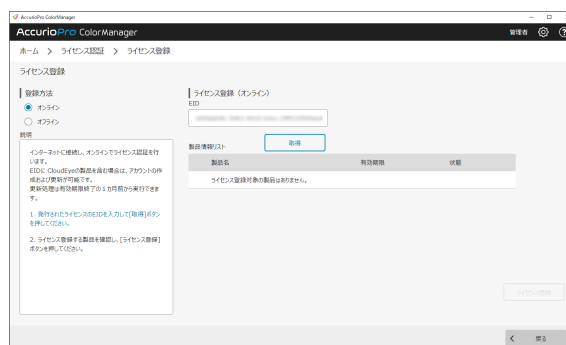 AccurioPro ColorManager
AccurioPro ColorManager
管理者
ホーム > ライセンス認証 > ライセンス登録
ライセンス登録
登録方法
オンライン
オフライン
説明
インターネットに接続し、オンラインでライセンス認証を行
います。
EIDに CloudEyeの製品を含む場合は、アカウントの作
成および更新が可能です。
更新処理は有効期限終了の１カ月前から実行できま
す。
1. 発行されたライセンスのEIDを入力して[取得]ボタン
を押してください。
2. ライセンス登録する製品を確認し、[ライセンス登録]
ボタンを押してください。
ライセンス登録（オンライン）
EID
取得
製品情報リスト
製品名 有効期限 状態
ライセンス登録対象の製品はありません。
ライセンス登録
戻る